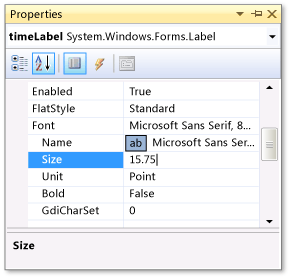 Properties
timeLabel System.Windows.Forms.Label
Enabled True
FlatStyle Standard
Font Microsoft Sans Serif, 8...
Name ab Microsoft Sans Ser...
Size 15.75
Unit Point
Bold False
GdiCharSet 0
Size